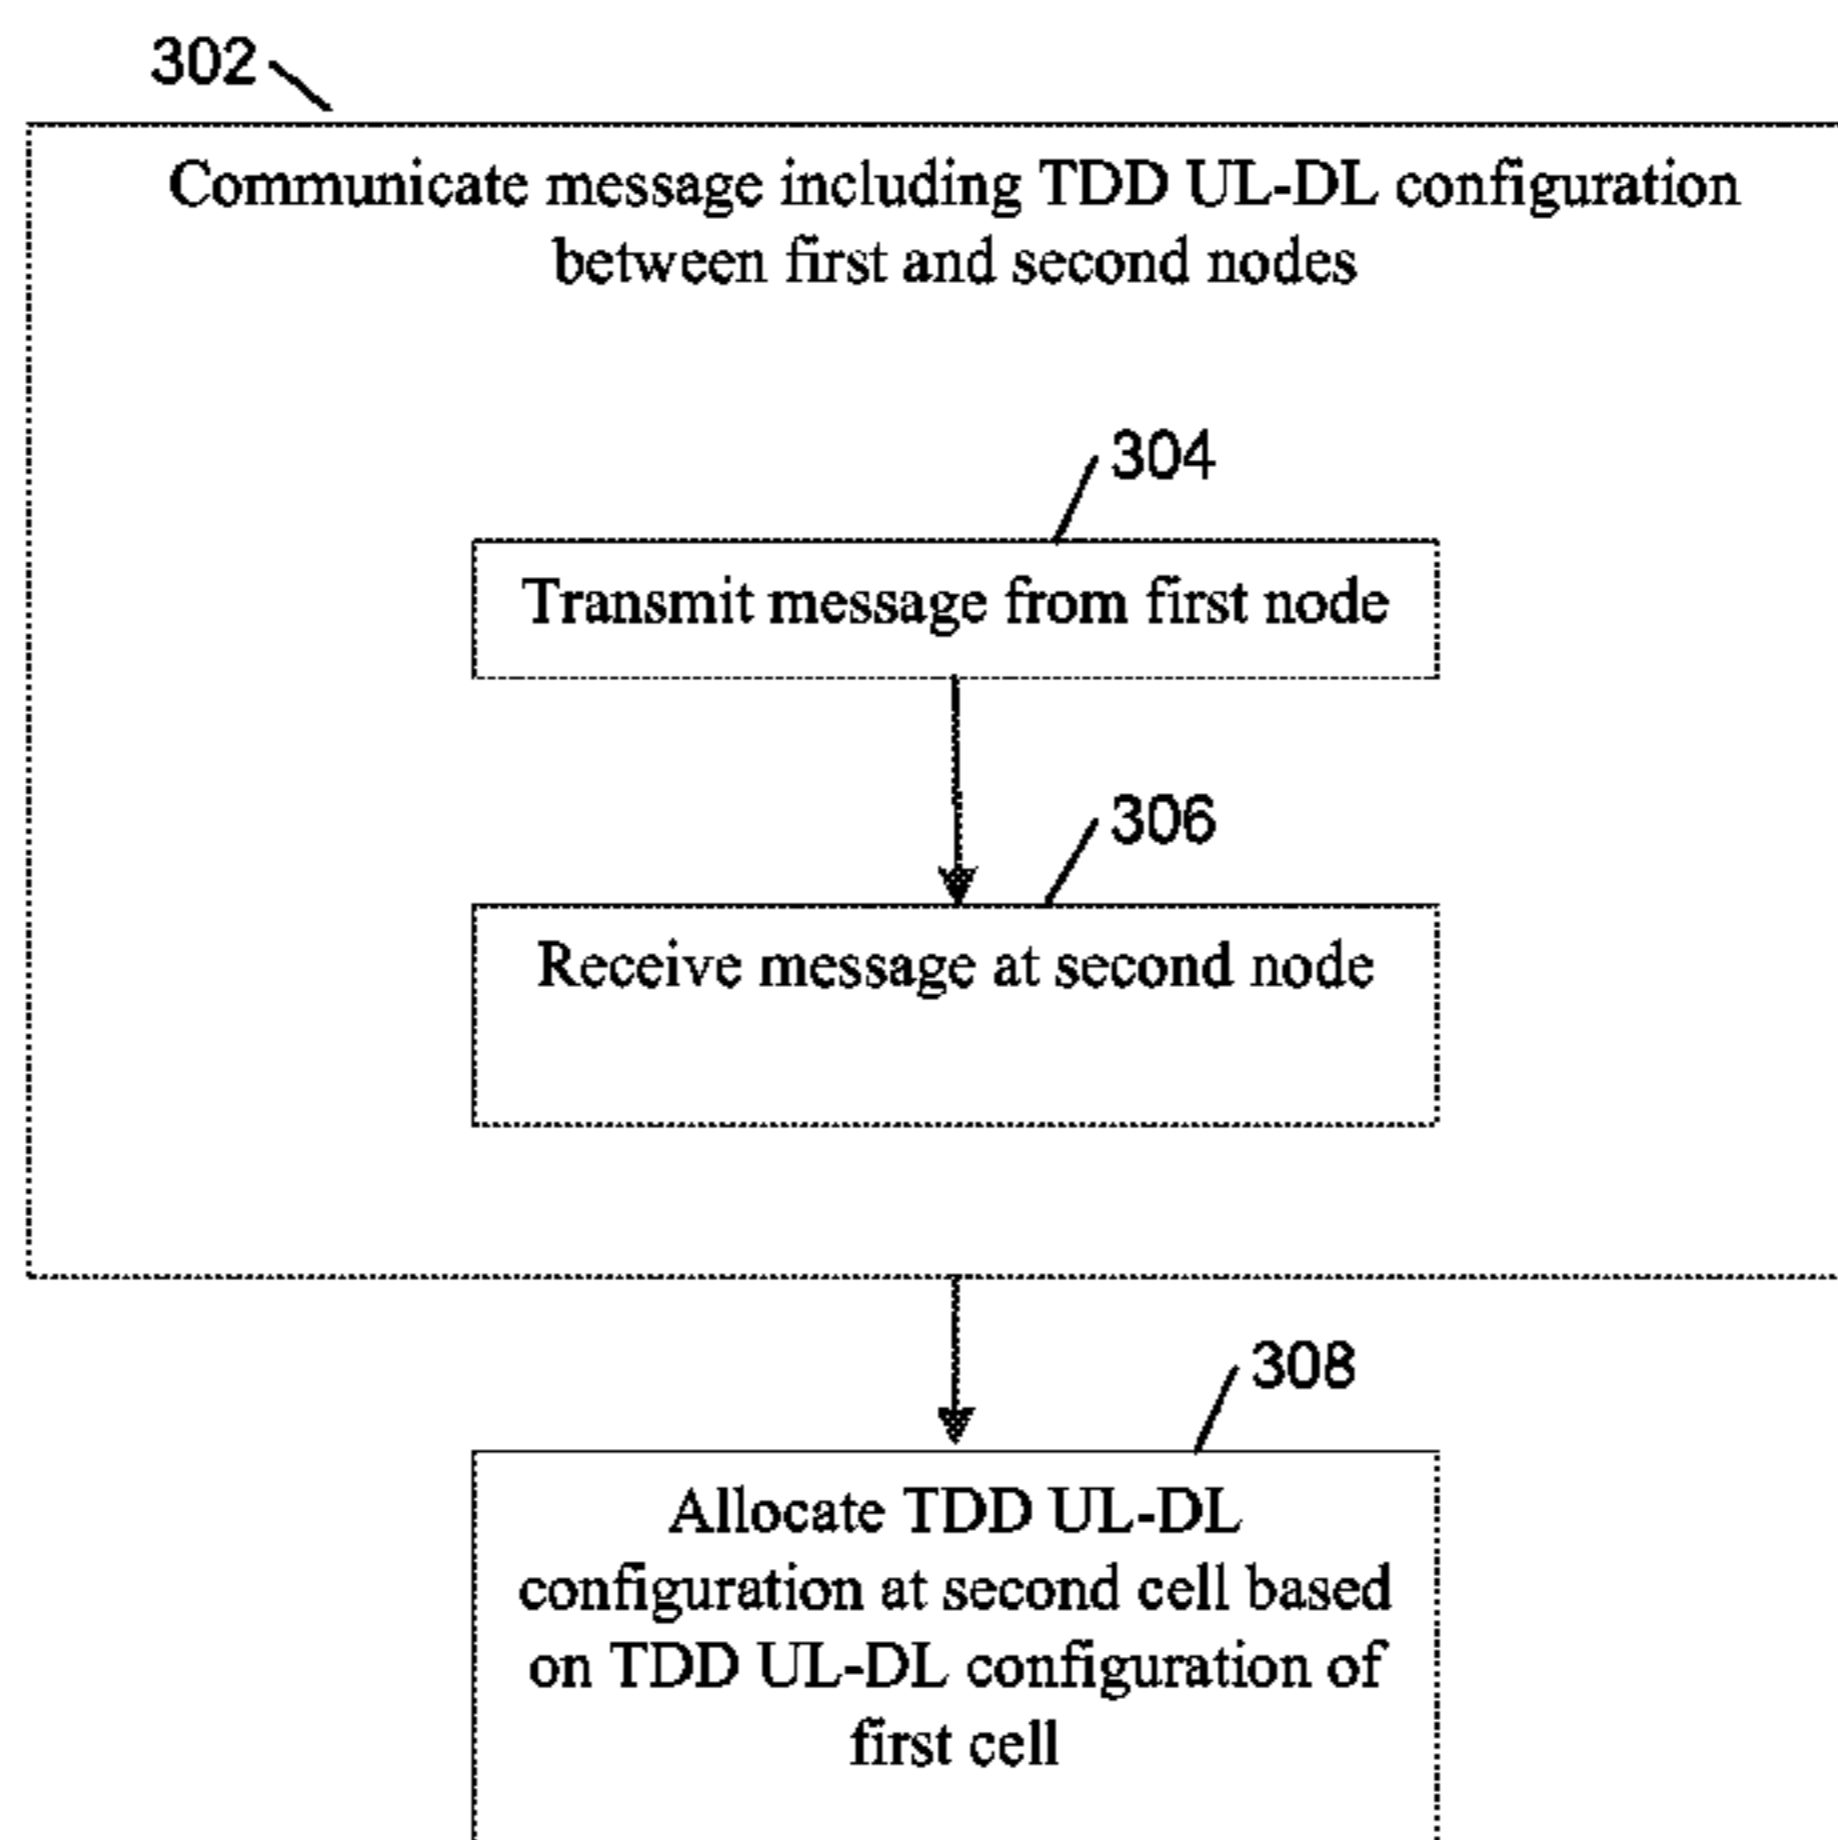 302
Communicate message including TDD UL-DL configuration
between first and second nodes
304
Transmit message from first node
306
Receive message at second node
308
Allocate TDD UL-DL
configuration at second cell based
on TDD UL-DL configuration of
first cell